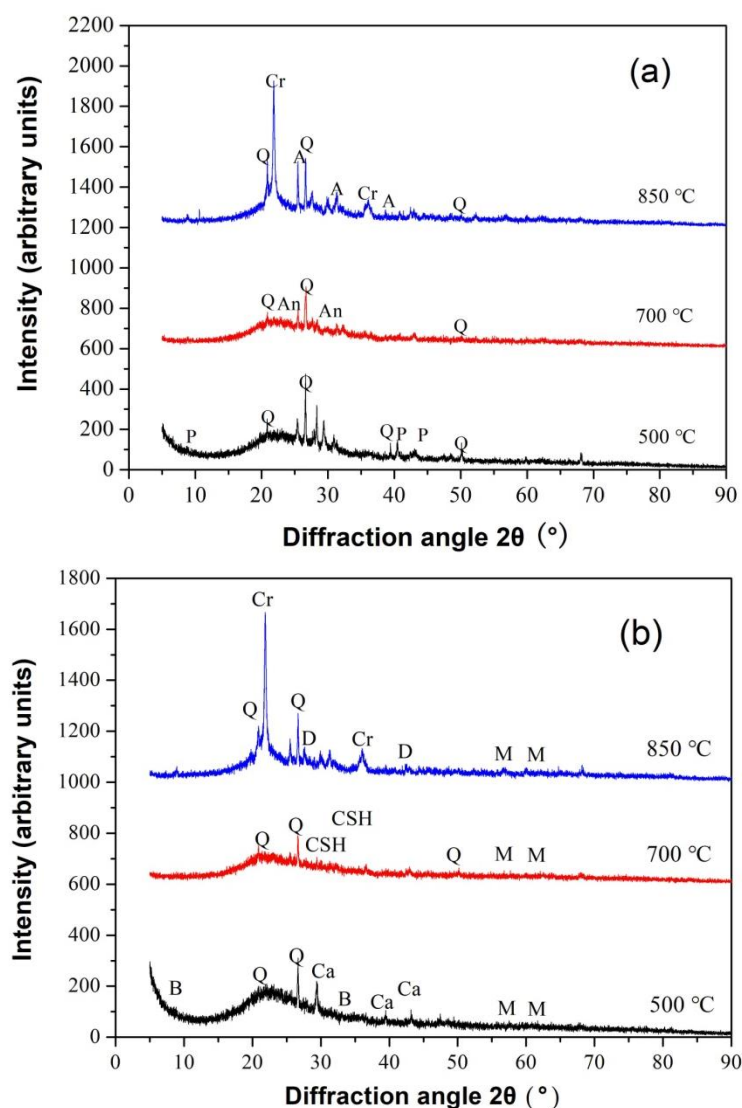 2200
2000
1800
1600
1400
1200
1000
800
600
400
200
0
Intensity (arbitrary units)
(a)
Cr
Q
A
Q
A
Cr
A
Q
850 ℃
Q
An
Q
An
Q
700 ℃
P
Q
Q
Q
P
P
Q
500 ℃
0 10 20 30 40 50 60 70 80 90
Diffraction angle 2θ (°)
1800
1600
1400
1200
1000
800
600
400
200
0
Intensity (arbitrary units)
(b)
Cr
Q
Q
D
Cr
D
M
M
850 ℃
Q
Q
CSH
CSH
Q
M
M
700 ℃
B
Q
Q
Ca
B
Ca
Ca
M
M
500 ℃
0 10 20 30 40 50 60 70 80 90
Diffraction angle 2θ (°)